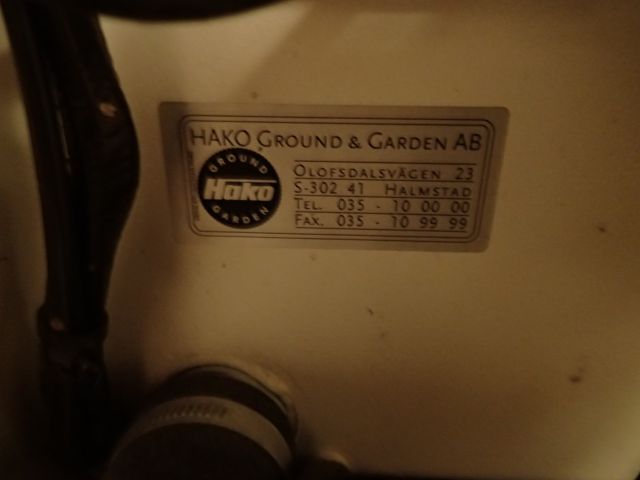 HAKO GROUND & GARDEN AB
GROUND
Hako
GARDEN
OLOFSDALSVÄGEN 23
S-302 41 HALMSTAD
TEL. 035 - 10 00 00
FAX. 035 - 10 99 99